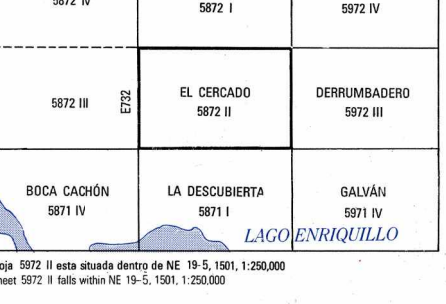 5872 IV
5872 I
5972 IV
5872 III
E732
EL CERCADO
5872 II
DERRUMBADERO
5972 III
BOCA CACHÓN
5871 IV
LA DESCUBIERTA
5871 I
GALVÁN
5971 IV
LAGO ENRIQUILLO
oja 5972 II esta situada dentro de NE 19-5, 1501, 1:250,000
heet 5972 II falls within NE 19-5, 1501, 1:250,000